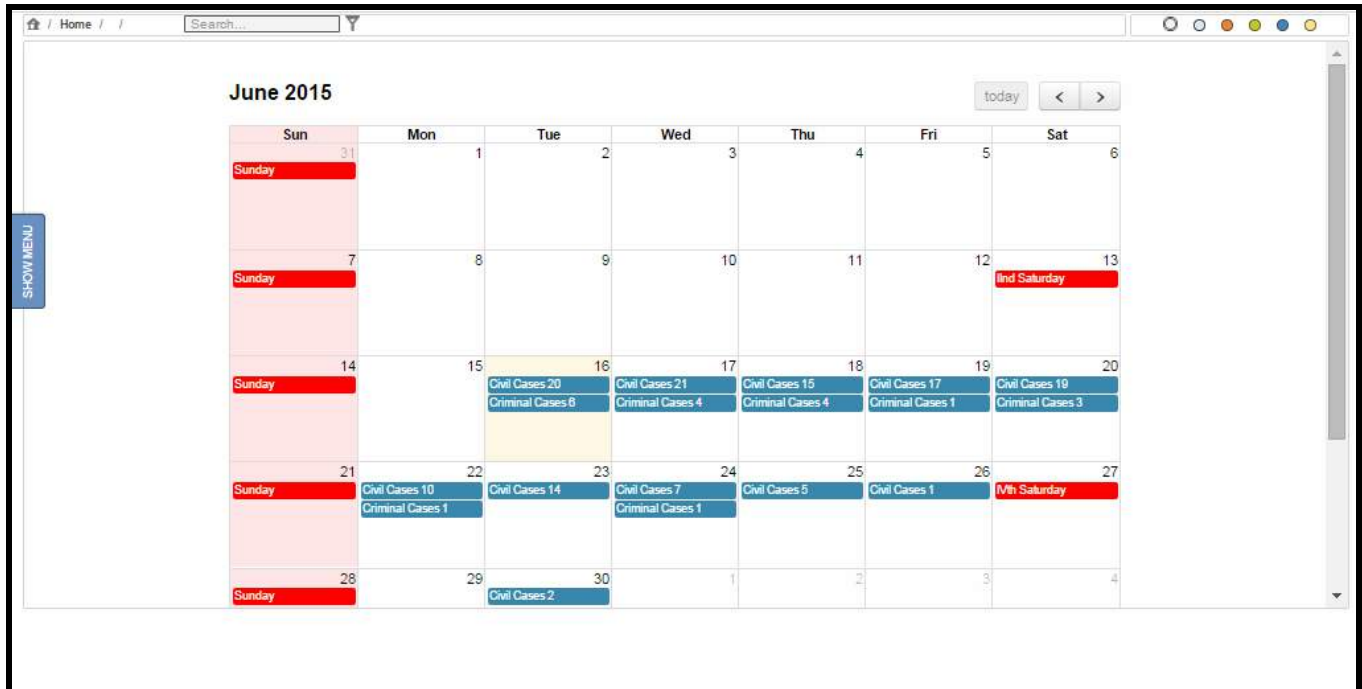 / Home / /
Search...
SHOW MENU
June 2015
today < >
Sun Mon Tue Wed Thu Fri Sat
31 1 2 3 4 5 6
Sunday
7 8 9 10 11 12 13
Sunday IInd Saturday
14 15 16 17 18 19 20
Sunday Civil Cases 20 Civil Cases 21 Civil Cases 15 Civil Cases 17 Civil Cases 19
Criminal Cases 6 Criminal Cases 4 Criminal Cases 4 Criminal Cases 1 Criminal Cases 3
21 22 23 24 25 26 27
Sunday Civil Cases 10 Civil Cases 14 Civil Cases 7 Civil Cases 5 Civil Cases 1 IVth Saturday
Criminal Cases 1 Criminal Cases 1
28 29 30 1 2 3 4
Sunday Civil Cases 2